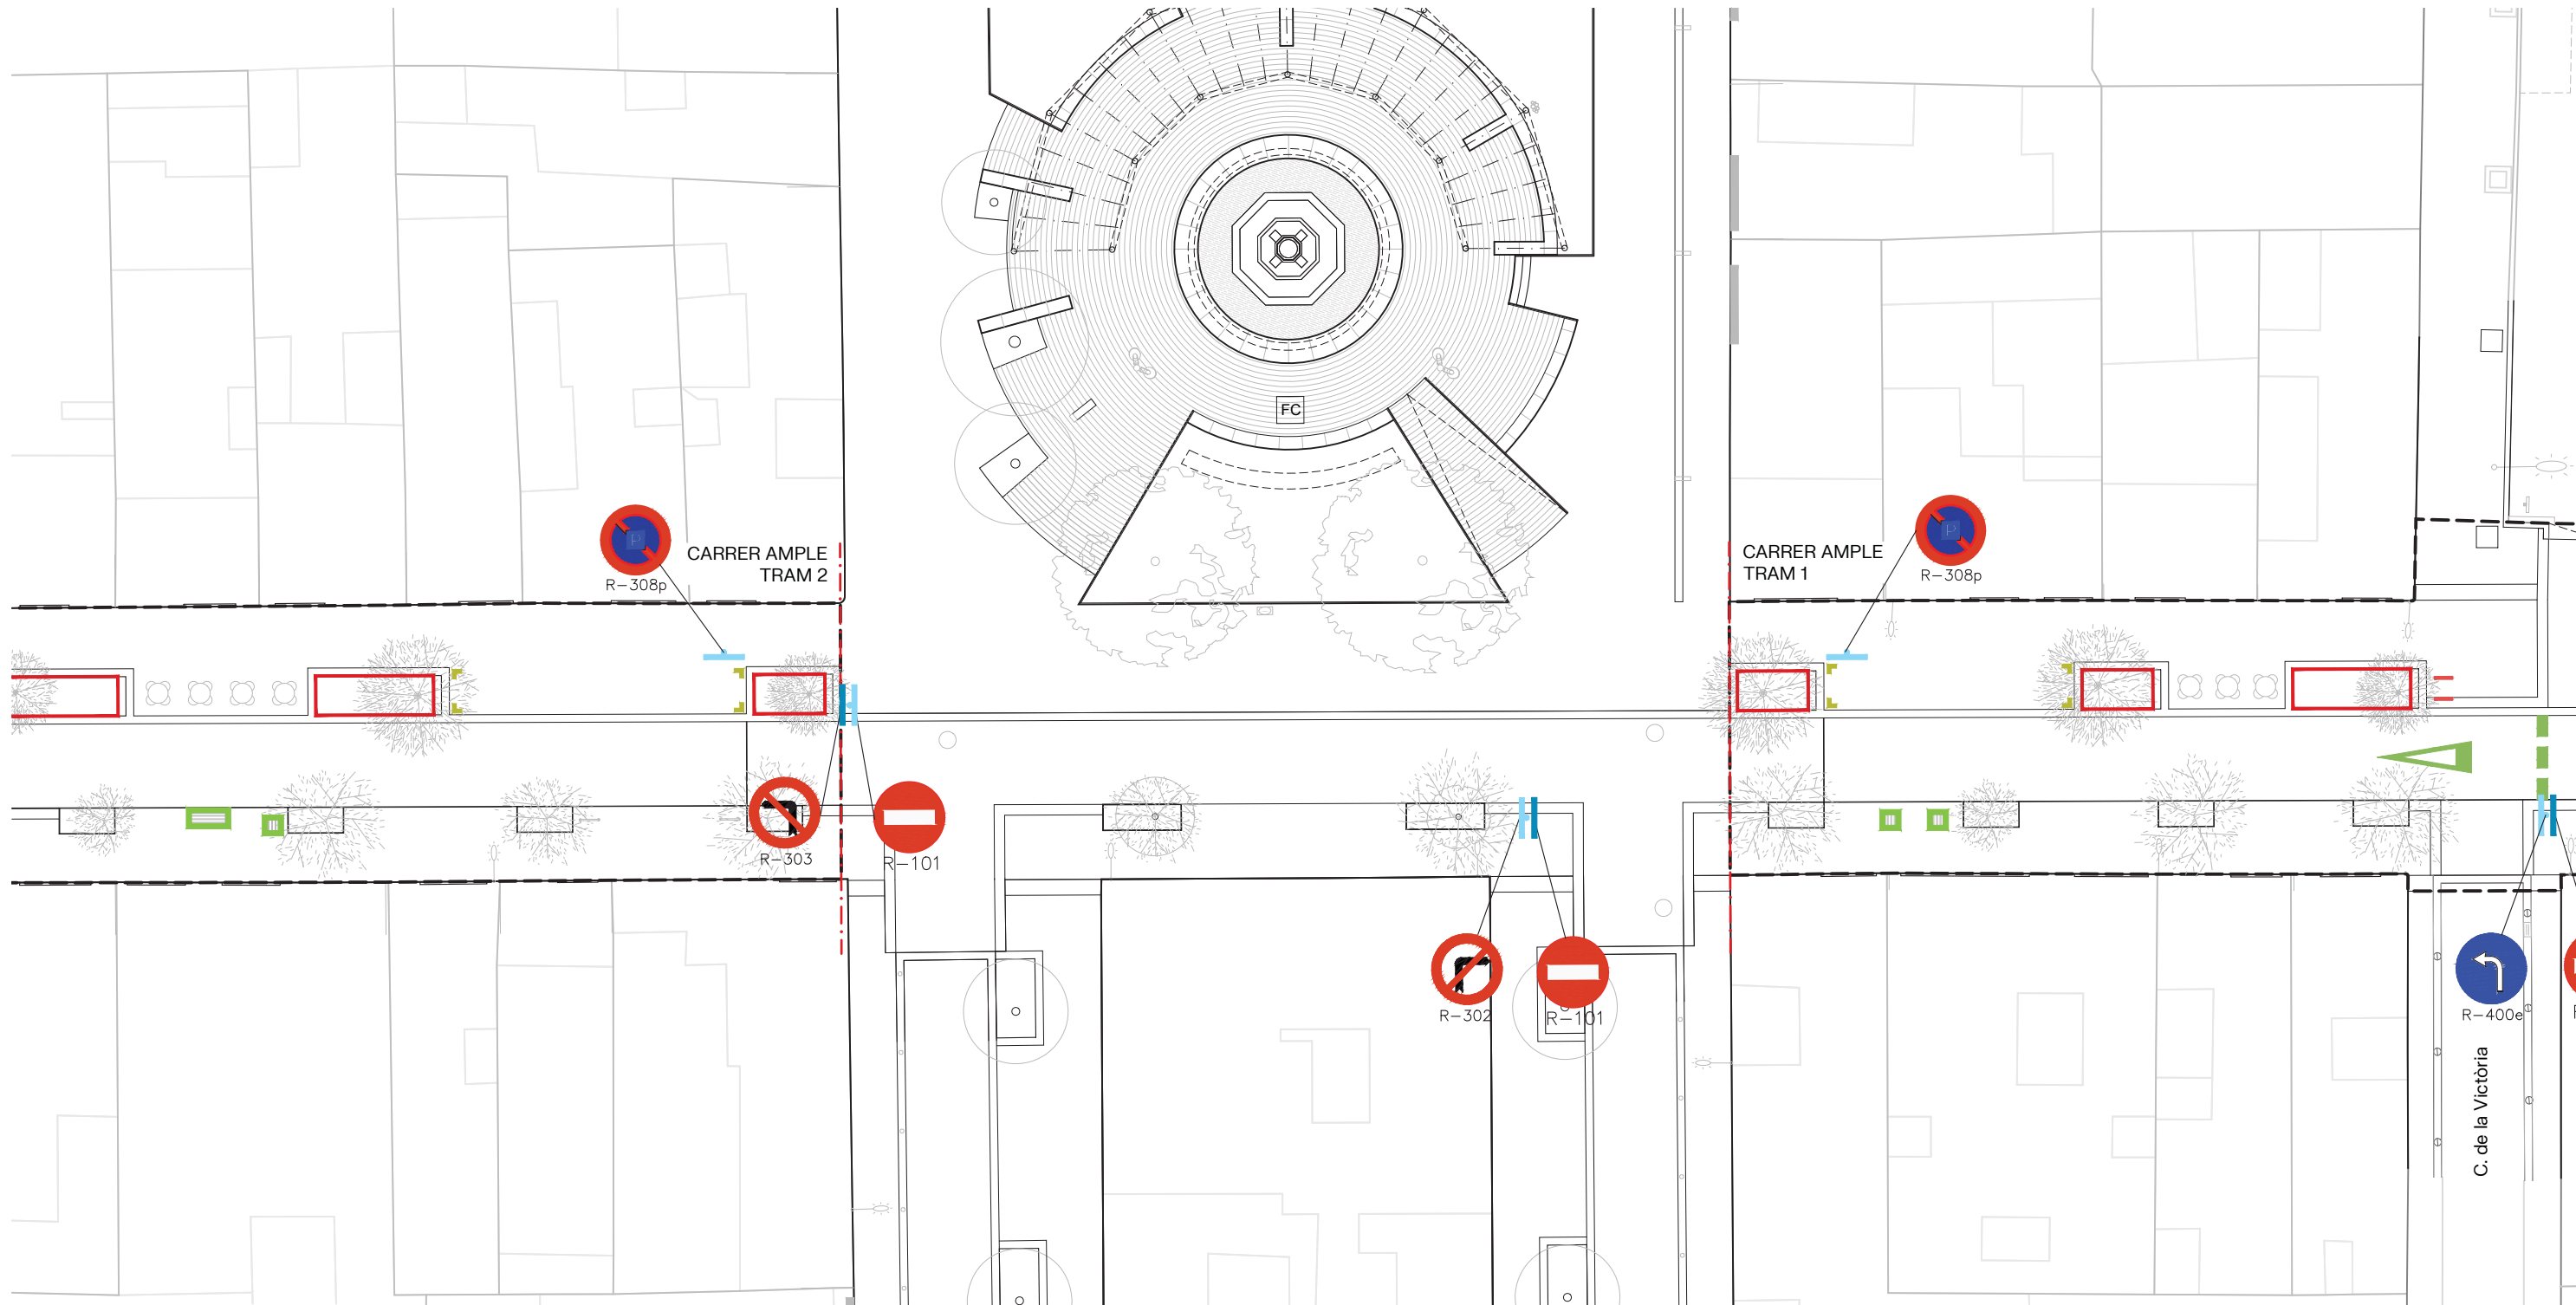 FC
CARRER AMPLE
TRAM 2
P
R-308p
CARRER AMPLE
TRAM 1
P
R-308p
R-303
R-101
R-302
R-101
R-400e
C. de la Victòria